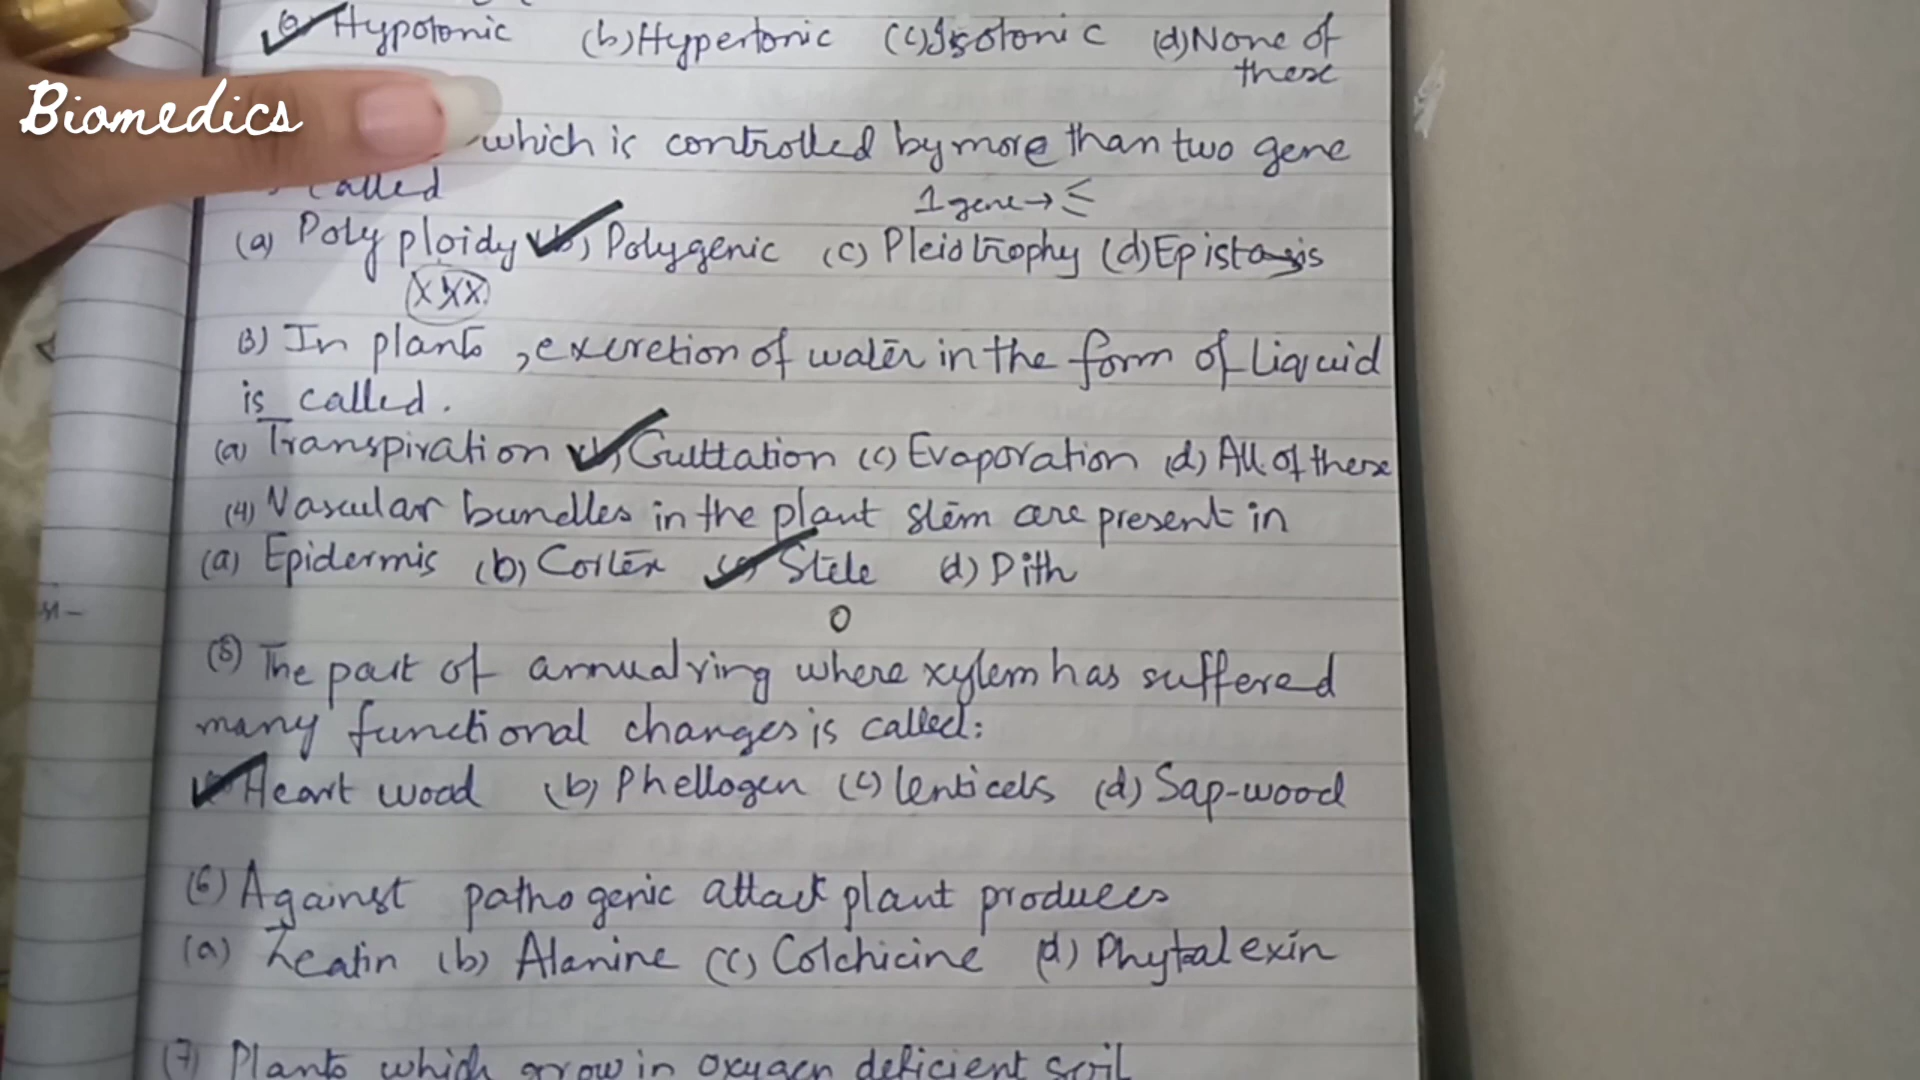 Hypotonic (b) Hypertonic (c) Isotonic (d) None of
these
Biomedics
which is controlled by more than two gene
called
1 gene →
(a) Poly ploidy (b) Polygenic (c) Pleiotrophy (d) Epistasis
XXX
3) In plants, excretion of water in the form of liquid
is called.
(a) Transpiration Guttation (c) Evaporation (d) All of these
(4) Vascular bundles in the plant stem are present in
(a) Epidermis (b) Cortex (c) Stele (d) Pith
(5) The part of annual ring where xylem has suffered
many functional changes is called:
Heart wood (b) Phellogen (c) lenticels (d) Sap-wood
(6) Against pathogenic attack plant produces
(a) Zeatin (b) Alanine (c) Colchicine (d) Phytalexin
(7) Plants which grow in oxygen deficient soil